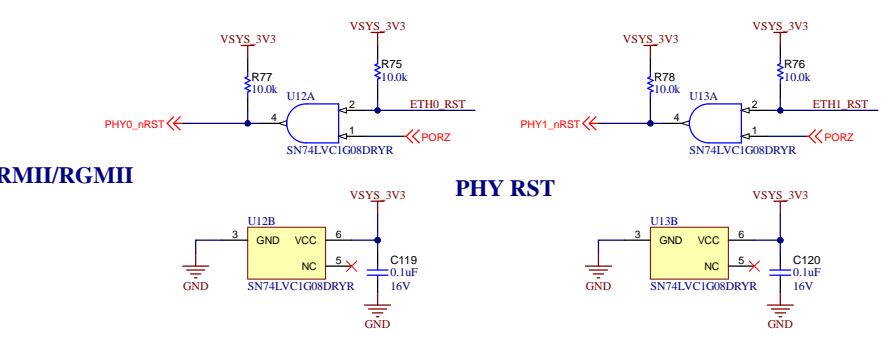 VSYS_3V3
VSYS_3V3
R75
10.0k
R77
10.0k
U12A
2
ETH0_RST
4
PHY0_nRST
1
PORZ
SN74LVC1G08DRYR
VSYS_3V3
VSYS_3V3
R76
10.0k
R78
10.0k
U13A
2
ETH1_RST
4
PHY1_nRST
1
PORZ
SN74LVC1G08DRYR
RMII/RGMII
PHY RST
VSYS_3V3
U12B
3
GND
VCC
6
NC
5
C119
0.1uF
16V
GND
SN74LVC1G08DRYR
GND
VSYS_3V3
U13B
3
GND
VCC
6
NC
5
C120
0.1uF
16V
GND
SN74LVC1G08DRYR
GND